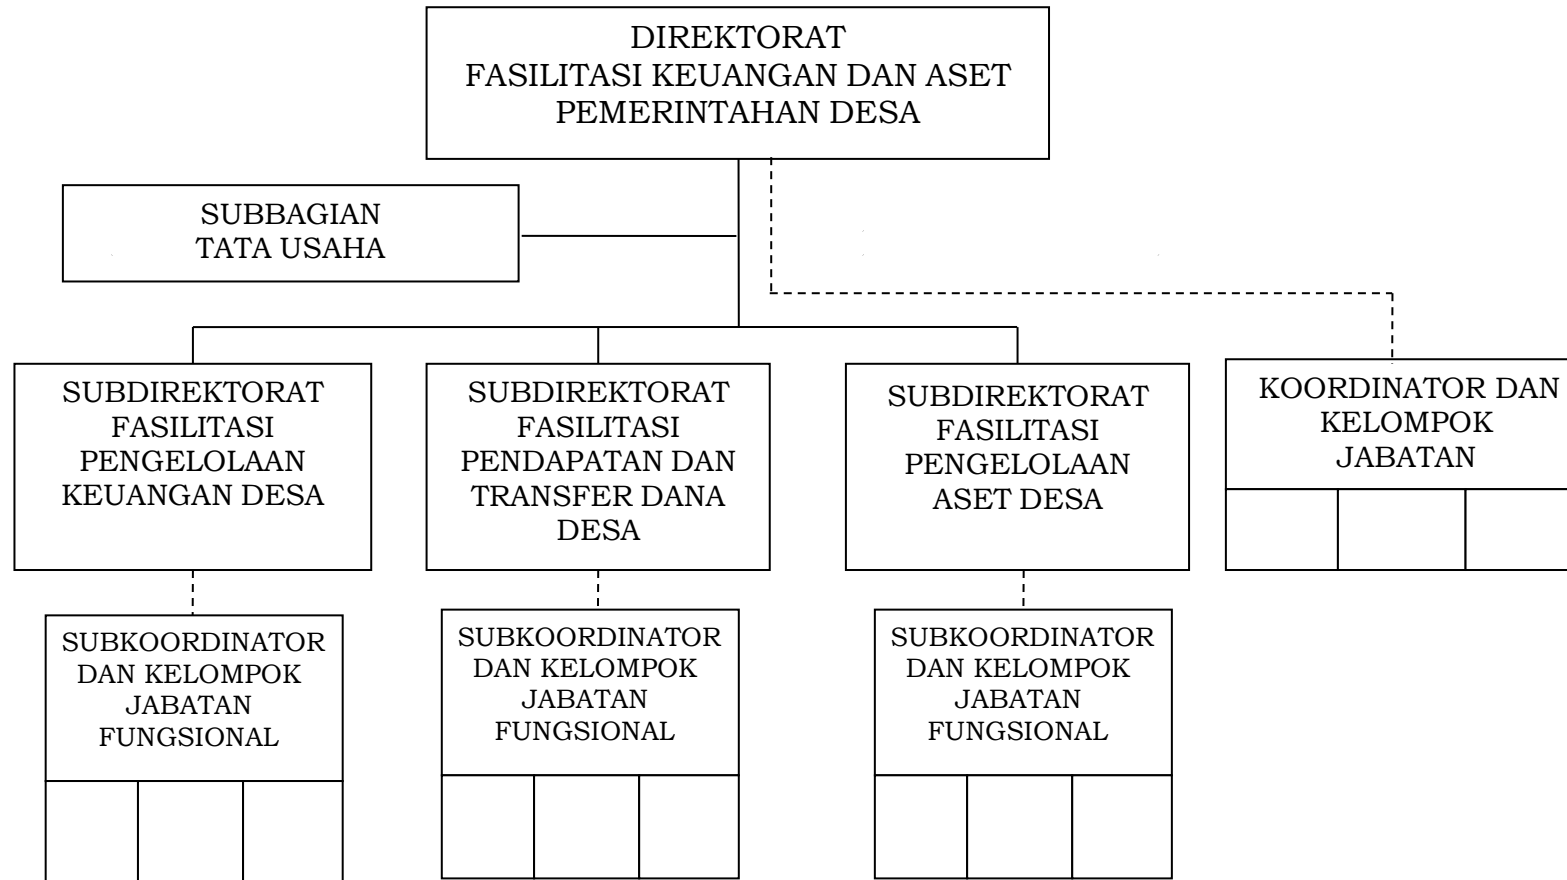 DIREKTORAT
FASILITASI KEUANGAN DAN ASET
PEMERINTAHAN DESA
SUBBAGIAN
TATA USAHA
SUBDIREKTORAT
FASILITASI
PENGELOLAAN
KEUANGAN DESA
SUBDIREKTORAT
FASILITASI
PENDAPATAN DAN
TRANSFER DANA
DESA
SUBDIREKTORAT
FASILITASI
PENGELOLAAN
ASET DESA
KOORDINATOR DAN
KELOMPOK
JABATAN
SUBKOORDINATOR
DAN KELOMPOK
JABATAN
FUNGSIONAL
SUBKOORDINATOR
DAN KELOMPOK
JABATAN
FUNGSIONAL
SUBKOORDINATOR
DAN KELOMPOK
JABATAN
FUNGSIONAL